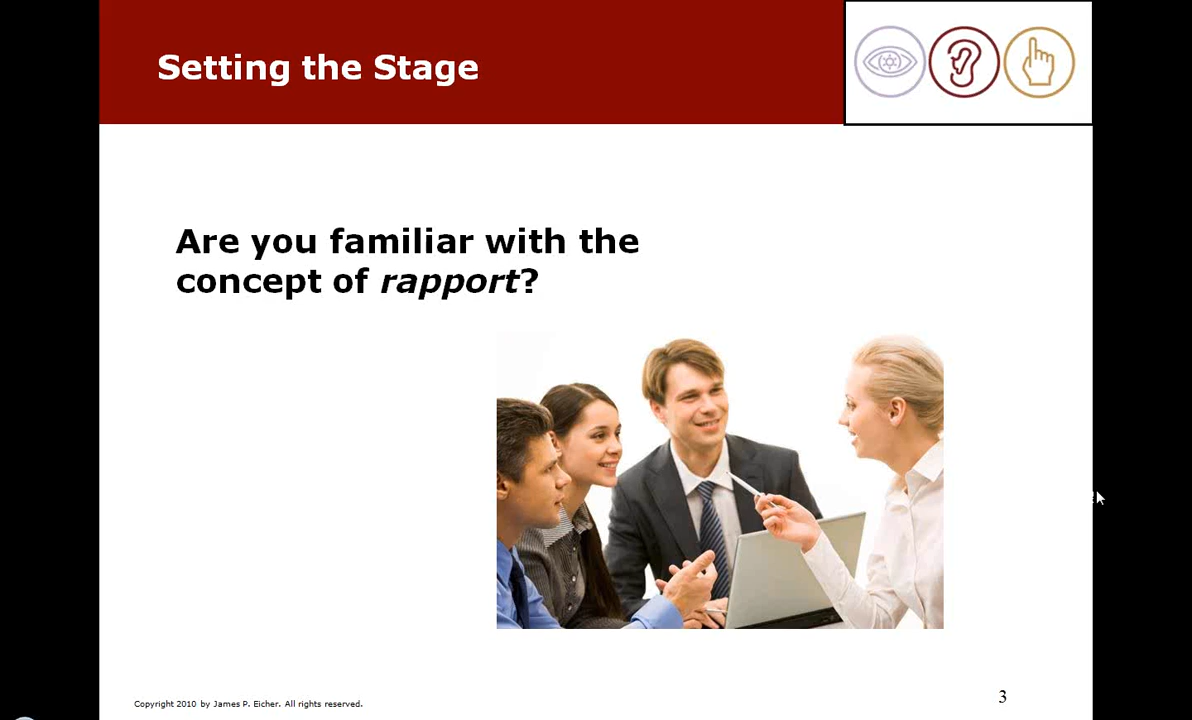 Setting the Stage
Are you familiar with the
concept of rapport?
Copyright 2010 by James P. Eicher. All rights reserved.
3